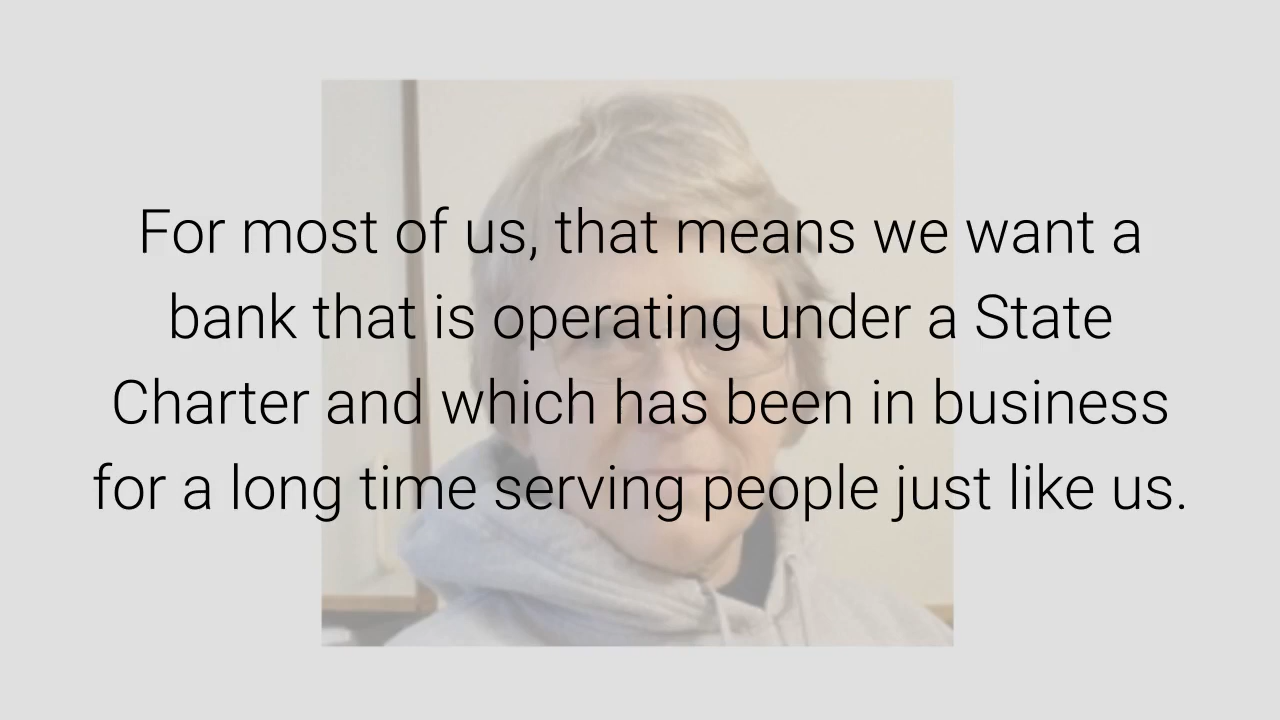 For most of us, that means we want a
bank that is operating under a State
Charter and which has been in business
for a long time serving people just like us.